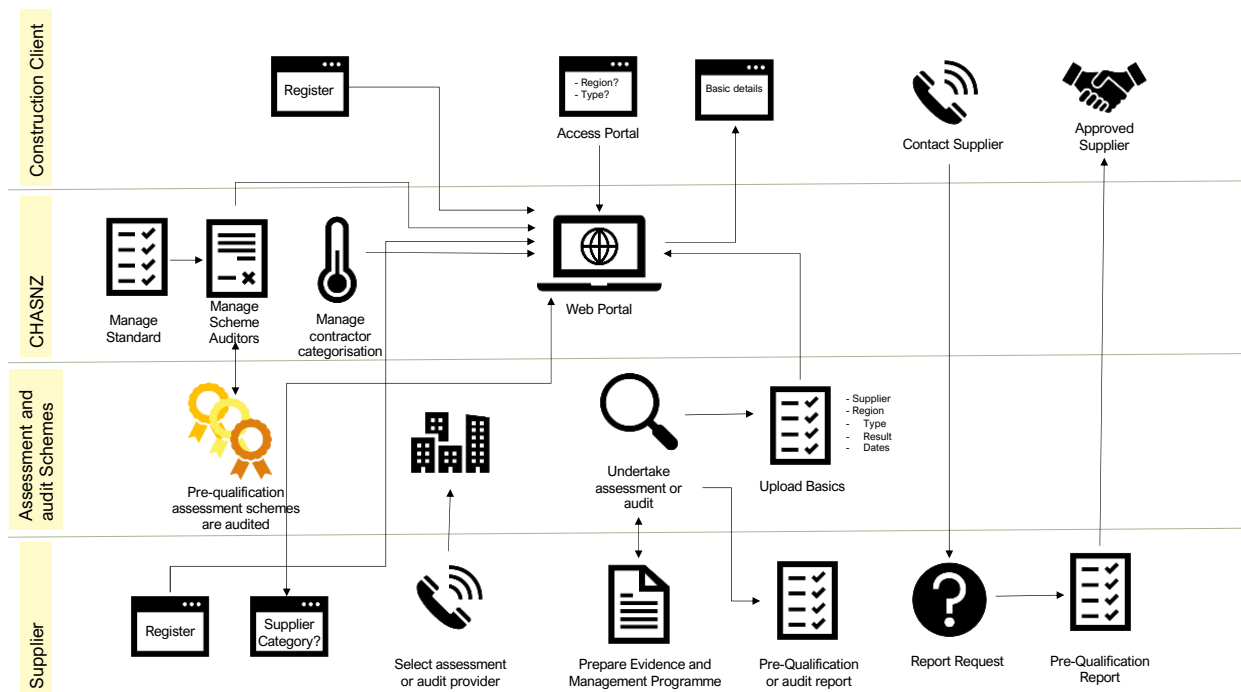 Construction Client
Register
- Region?
- Type?
Access Portal
Basic details
Contact Supplier
Approved
Supplier
CHASNZ
Manage
Standard
Manage
Scheme
Auditors
Manage
contractor
categorisation
Web Portal
Assessment and
audit Schemes
Pre-qualification
assessment schemes
are audited
Undertake
assessment or
audit
Upload Basics
- Supplier
- Region
- Type
- Result
- Dates
Supplier
Register
Supplier
Category?
Select assessment
or audit provider
Prepare Evidence and
Management Programme
Pre-Qualification
or audit report
Report Request
Pre-Qualification
Report